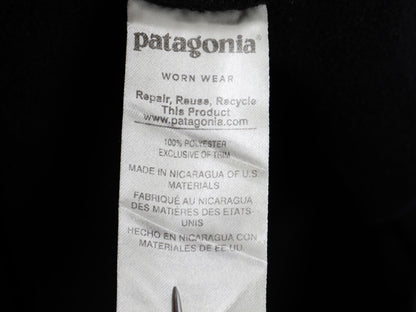 patagonia®
WORN WEAR
Repair, Reuse, Recycle
This Product
www.patagonia.com
100% POLYESTER
EXCLUSIVE OF TRIM
MADE IN NICARAGUA OF U.S.
MATERIALS
FABRIQUÉ AU NICARAGUA
DES MATIÈRES DES ETATS-
UNIS
HECHO EN NICARAGUA CON
MATERIALES DE EE.UU.